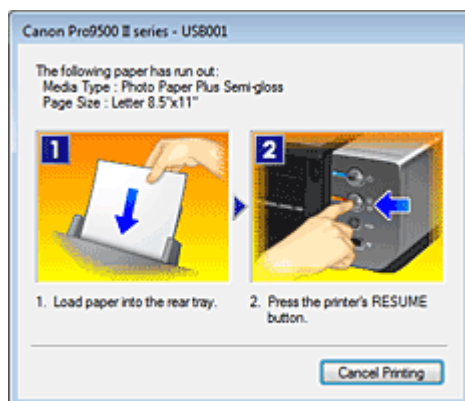 Canon Pro9500 II series - USB001
The following paper has run out:
Media Type : Photo Paper Plus Semi-gloss
Page Size : Letter 8.5"x11"
1
2
1. Load paper into the rear tray.
2. Press the printer's RESUME
button.
Cancel Printing